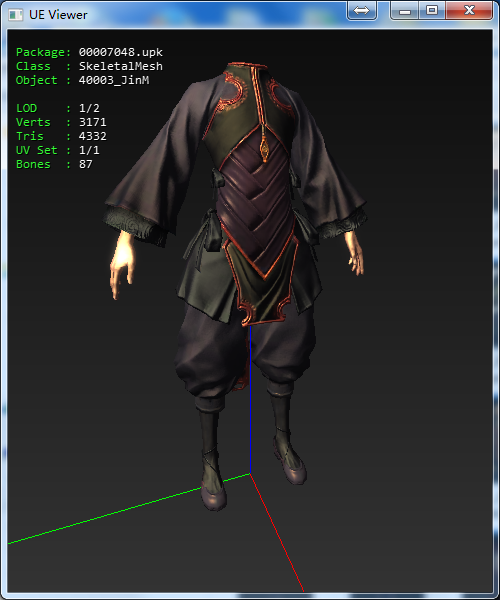 UE Viewer
Package: 00007048.upk
Class : SkeletalMesh
Object : 40003_JinM
LOD : 1/2
Verts : 3171
Tris : 4332
UV Set : 1/1
Bones : 87